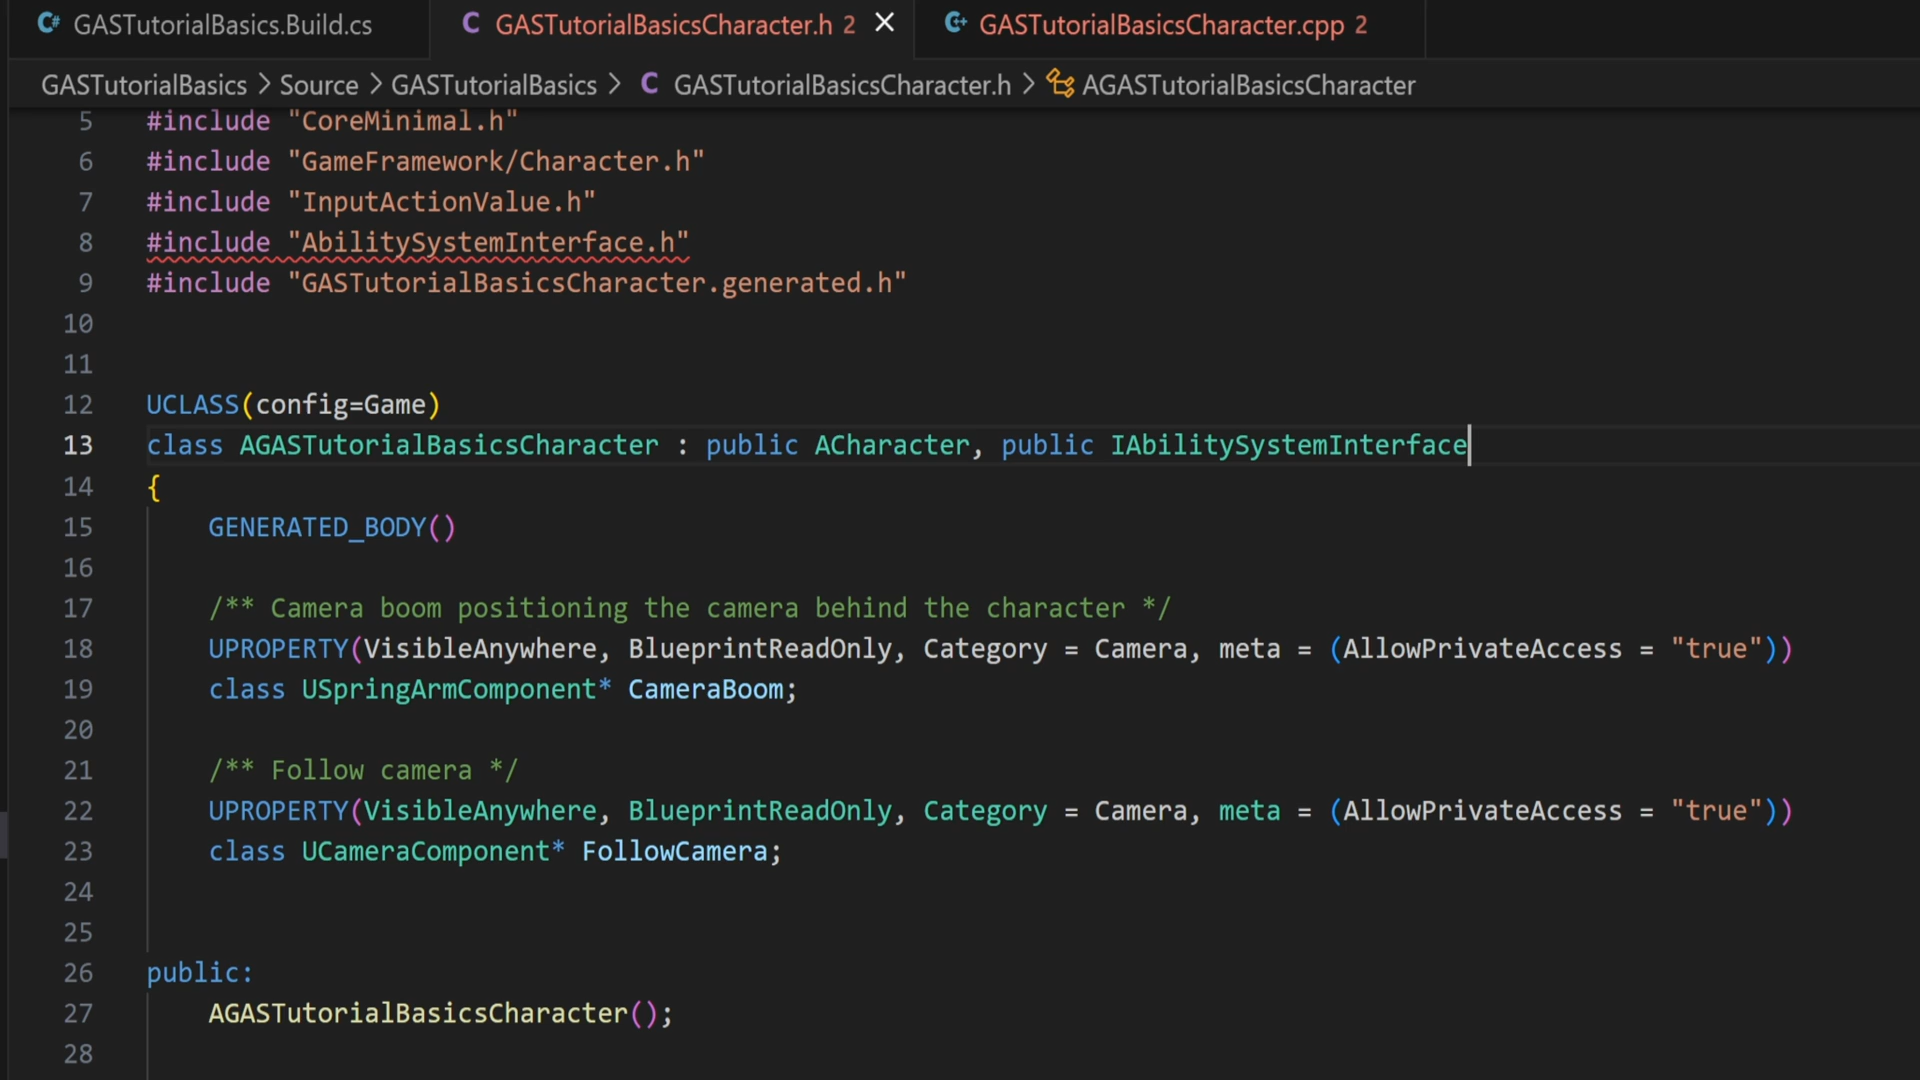 GASTutorialBasics.Build.cs GASTutorialBasicsCharacter.h 2 GASTutorialBasicsCharacter.cpp 2
GASTutorialBasics > Source > GASTutorialBasics > C GASTutorialBasicsCharacter.h > AGASTutorialBasicsCharacter
5 #include "CoreMinimal.h"
6 #include "GameFramework/Character.h"
7 #include "InputActionValue.h"
8 #include "AbilitySystemInterface.h"
9 #include "GASTutorialBasicsCharacter.generated.h"
10
11
12 UCLASS(config=Game)
13 class AGASTutorialBasicsCharacter : public ACharacter, public IAbilitySystemInterface
14 {
15 GENERATED_BODY()
16
17 /** Camera boom positioning the camera behind the character */
18 UPROPERTY(VisibleAnywhere, BlueprintReadOnly, Category = Camera, meta = (AllowPrivateAccess = "true"))
19 class USpringArmComponent* CameraBoom;
20
21 /** Follow camera */
22 UPROPERTY(VisibleAnywhere, BlueprintReadOnly, Category = Camera, meta = (AllowPrivateAccess = "true"))
23 class UCameraComponent* FollowCamera;
24
25
26 public:
27 AGASTutorialBasicsCharacter();
28